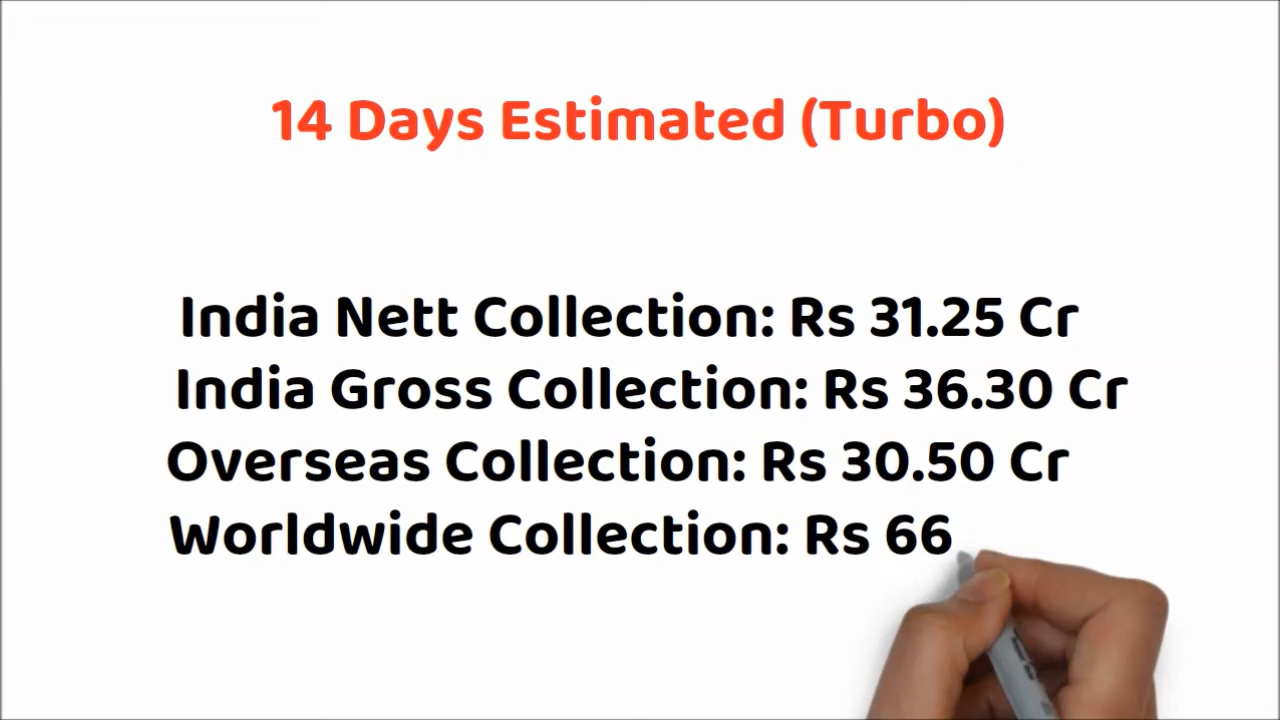 14 Days Estimated (Turbo)
India Nett Collection: Rs 31.25 Cr
India Gross Collection: Rs 36.30 Cr
Overseas Collection: Rs 30.50 Cr
Worldwide Collection: Rs 66